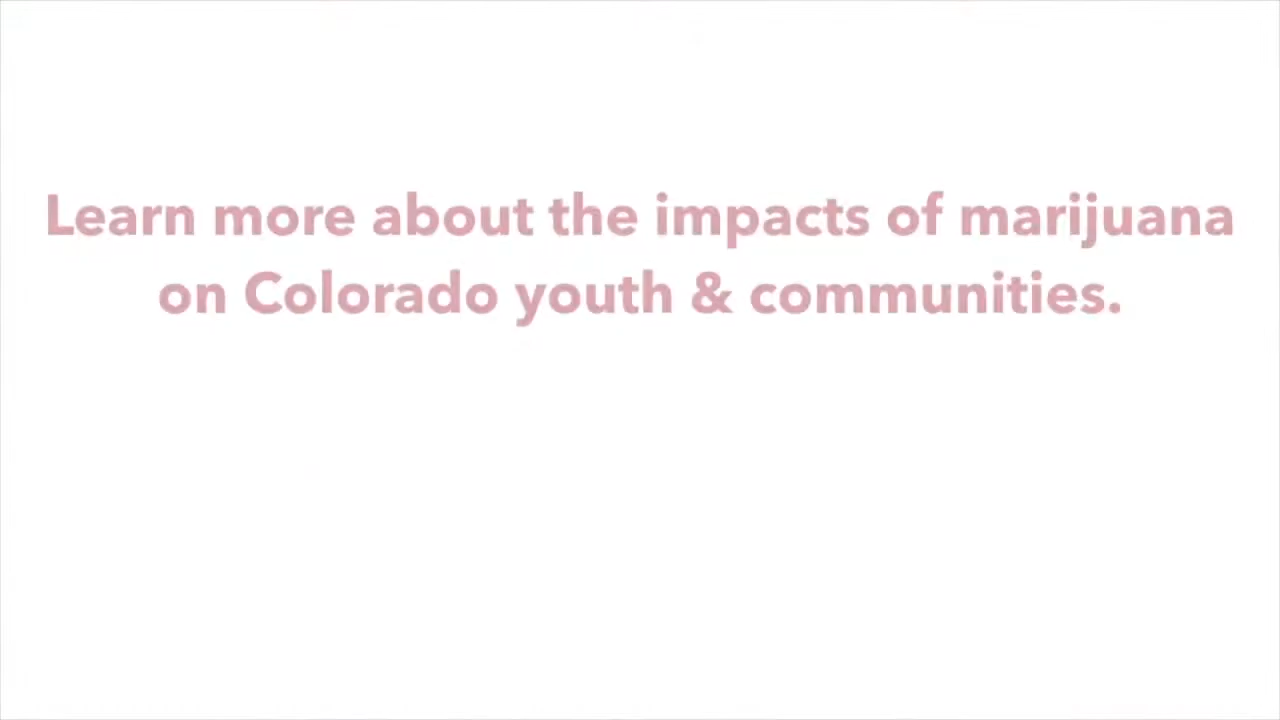 Learn more about the impacts of marijuana
on Colorado youth & communities.